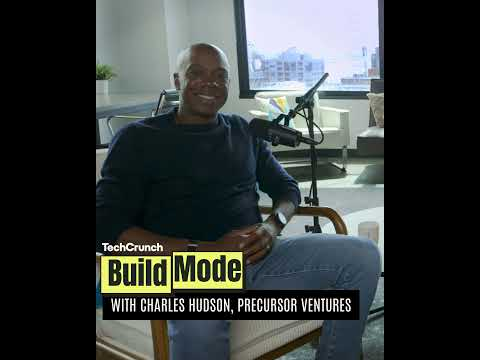 TechCrunch
Build Mode
WITH CHARLES HUDSON, PRECURSOR VENTURES